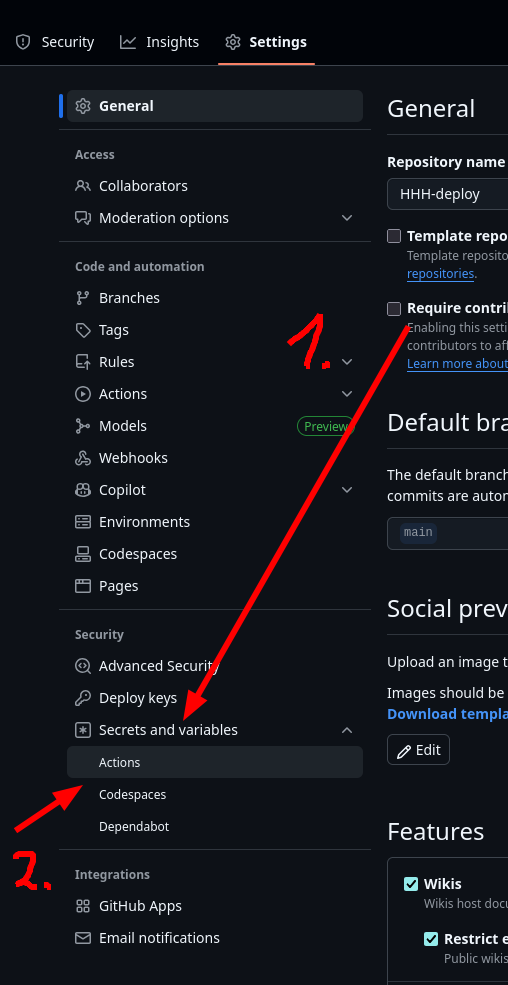 Security Insights Settings
General
Access
Collaborators
Moderation options
Code and automation
Branches
Tags
Rules
Actions
Models Preview
Webhooks
Copilot
Environments
Codespaces
Pages
Security
Advanced Security
Deploy keys
Secrets and variables
Actions
Codespaces
Dependabot
Integrations
GitHub Apps
Email notifications
1.
2.
General
Repository name
HHH-deploy
Template repo
Template reposito
repositories.
Require contri
Enabling this setti
contributors to af
Learn more about
Default bra
The default branch
commits are autor
main
Social prev
Upload an image t
Images should be
Download templa
Edit
Features
Wikis
Wikis host docu
Restrict e
Public wikis